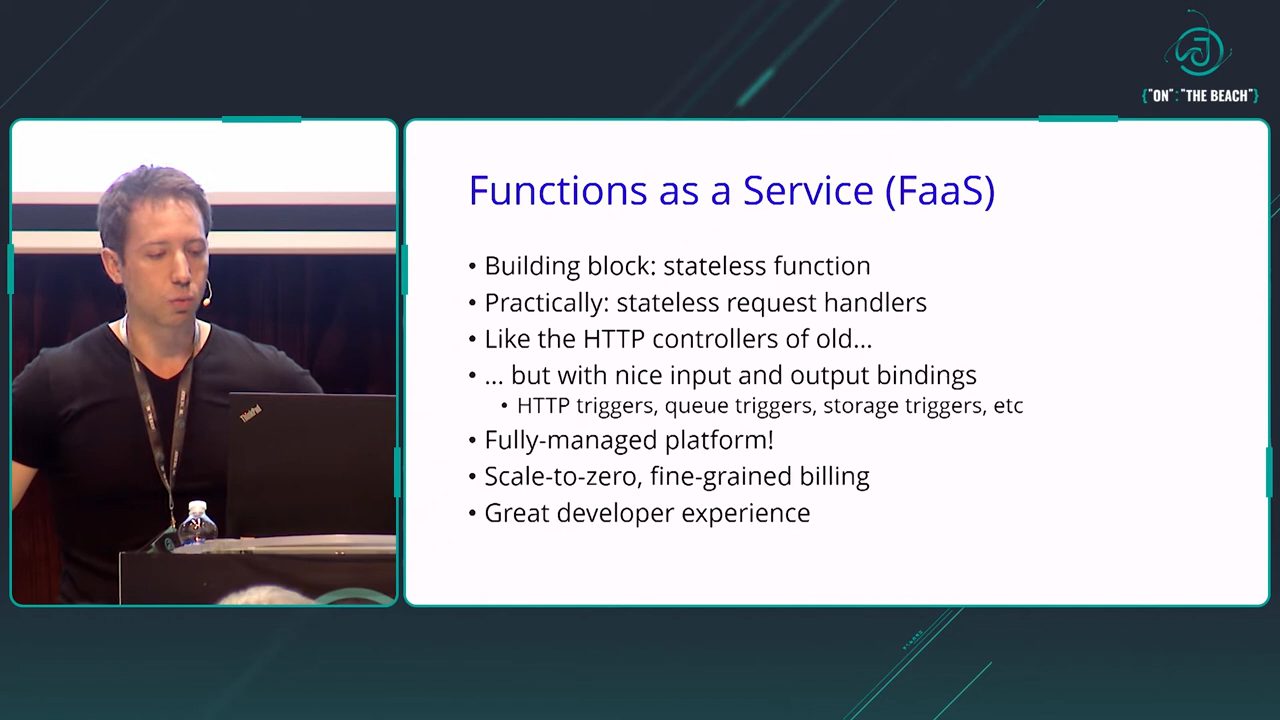 {"ON":"THE BEACH"}
Functions as a Service (FaaS)
• Building block: stateless function
• Practically: stateless request handlers
• Like the HTTP controllers of old...
• ... but with nice input and output bindings
• HTTP triggers, queue triggers, storage triggers, etc
• Fully-managed platform!
• Scale-to-zero, fine-grained billing
• Great developer experience
ThinkPad